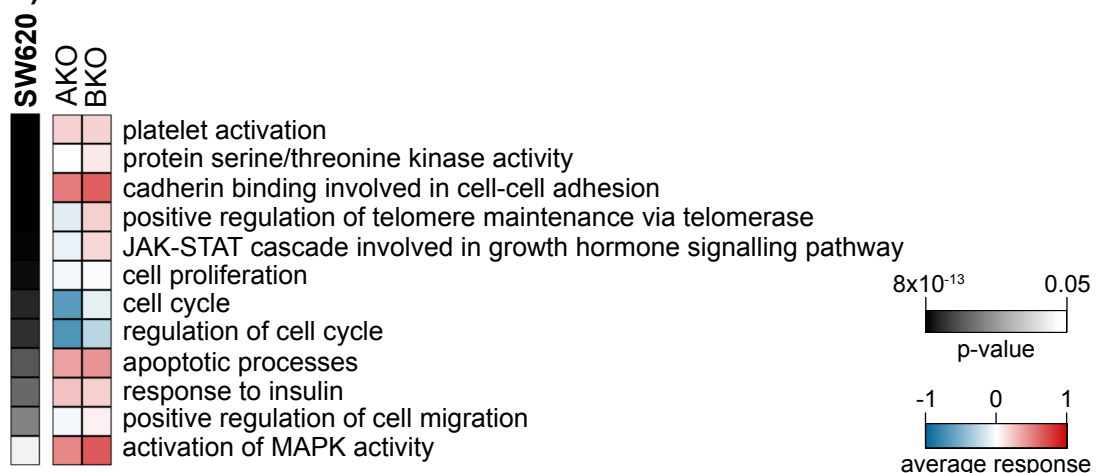 SW620
AKO
BKO
platelet activation
protein serine/threonine kinase activity
cadherin binding involved in cell-cell adhesion
positive regulation of telomere maintenance via telomerase
JAK-STAT cascade involved in growth hormone signalling pathway
cell proliferation
cell cycle
regulation of cell cycle
apoptotic processes
response to insulin
positive regulation of cell migration
activation of MAPK activity
8x10⁻¹³ 0.05
p-value
-1 0 1
average response